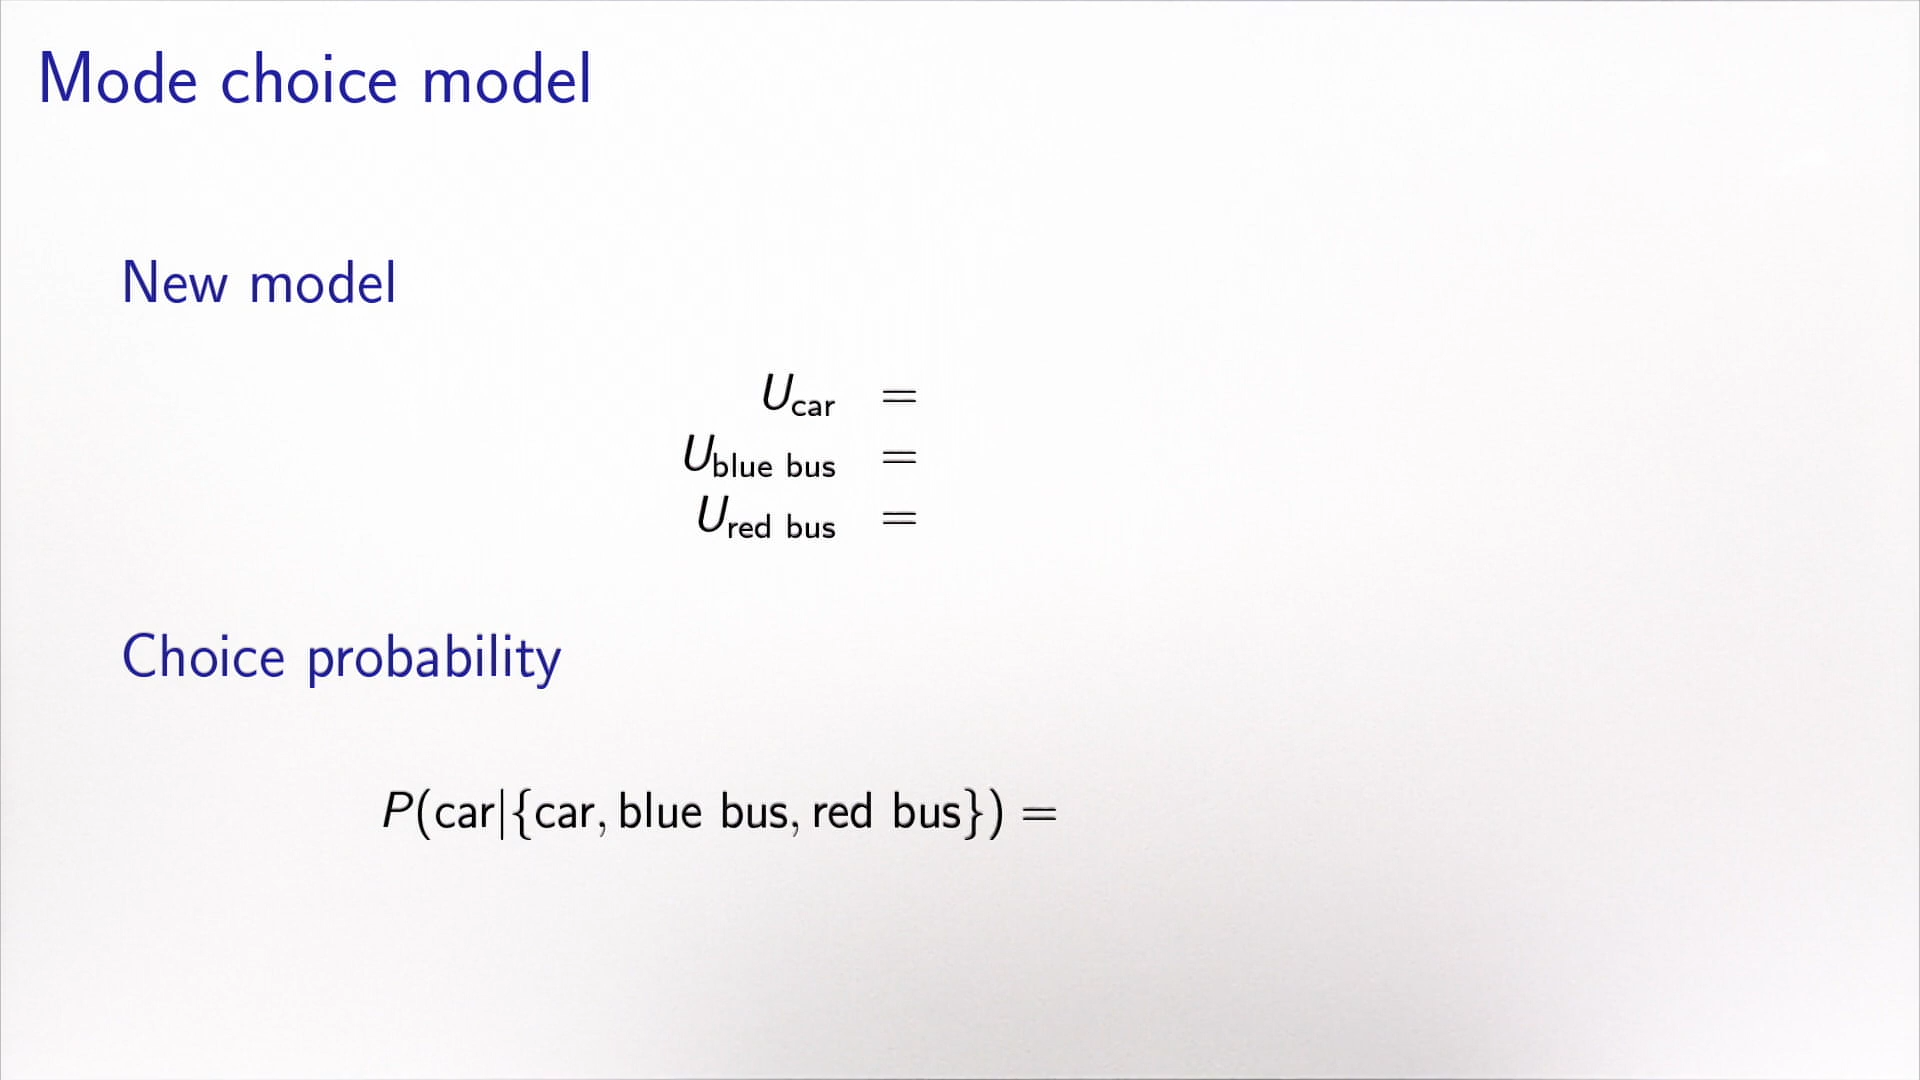 Mode choice model
New model
U_car =
U_blue bus =
U_red bus =
Choice probability
P(car|{car, blue bus, red bus}) =